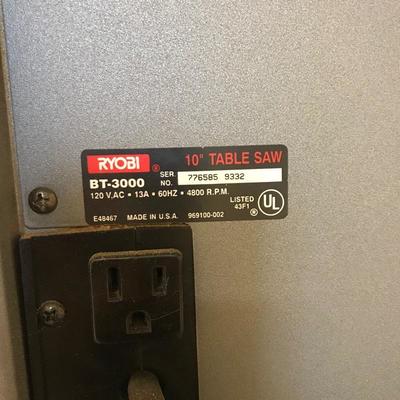 RYOBI® 10" TABLE SAW
BT-3000 SER. NO. 776585 9332
120 V,AC • 13A • 60HZ • 4800 R.P.M.
E48467 MADE IN U.S.A. 969100-002 LISTED 43F1 ® UL